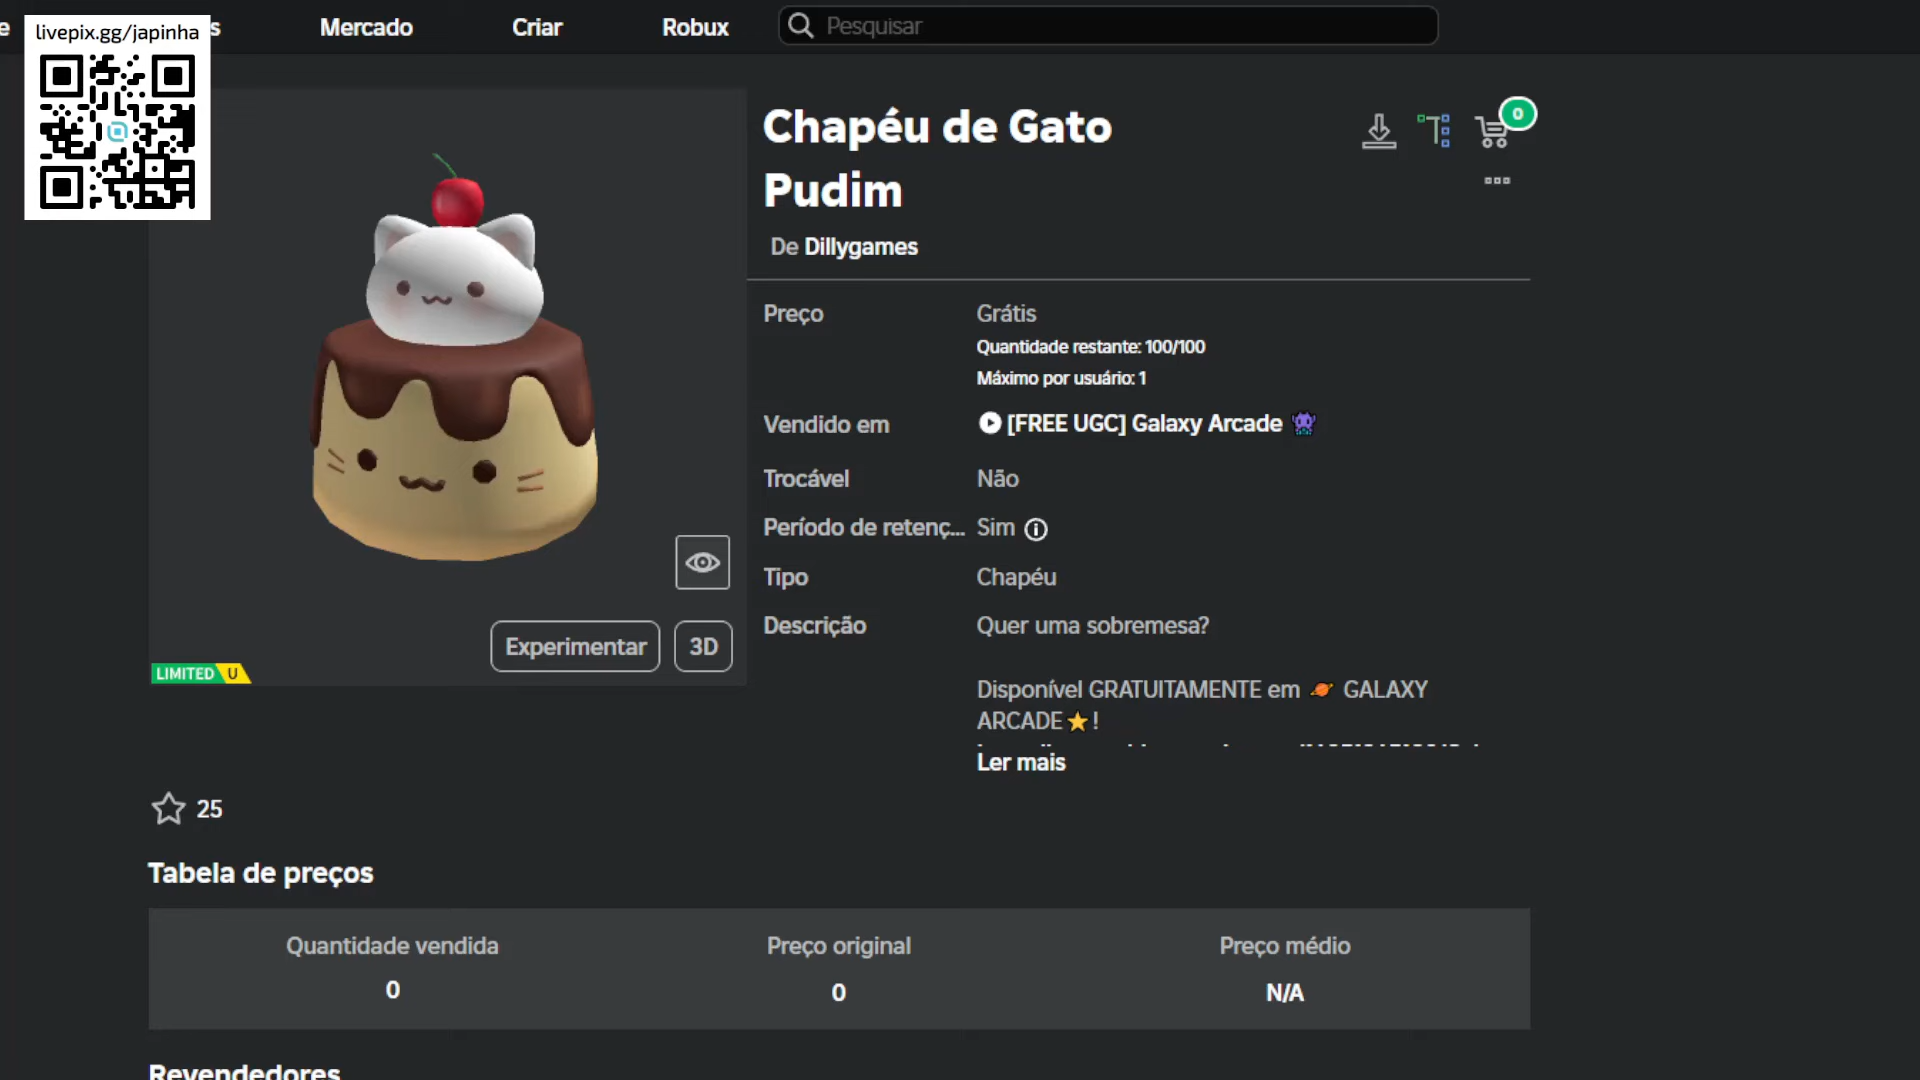 livepix.gg/japinha
Mercado
Criar
Robux
Pesquisar
Chapéu de Gato
Pudim
0
De Dillygames
Preço
Grátis
Quantidade restante: 100/100
Máximo por usuário: 1
Vendido em
[FREE UGC] Galaxy Arcade 👾
Trocável
Não
Período de retenç...
Sim
Tipo
Chapéu
Descrição
Quer uma sobremesa?
Disponível GRATUITAMENTE em 🪐 GALAXY
ARCADE⭐!
Ler mais
Experimentar
3D
LIMITED U
25
Tabela de preços
Quantidade vendida
Preço original
Preço médio
0
0
N/A
Revendedores